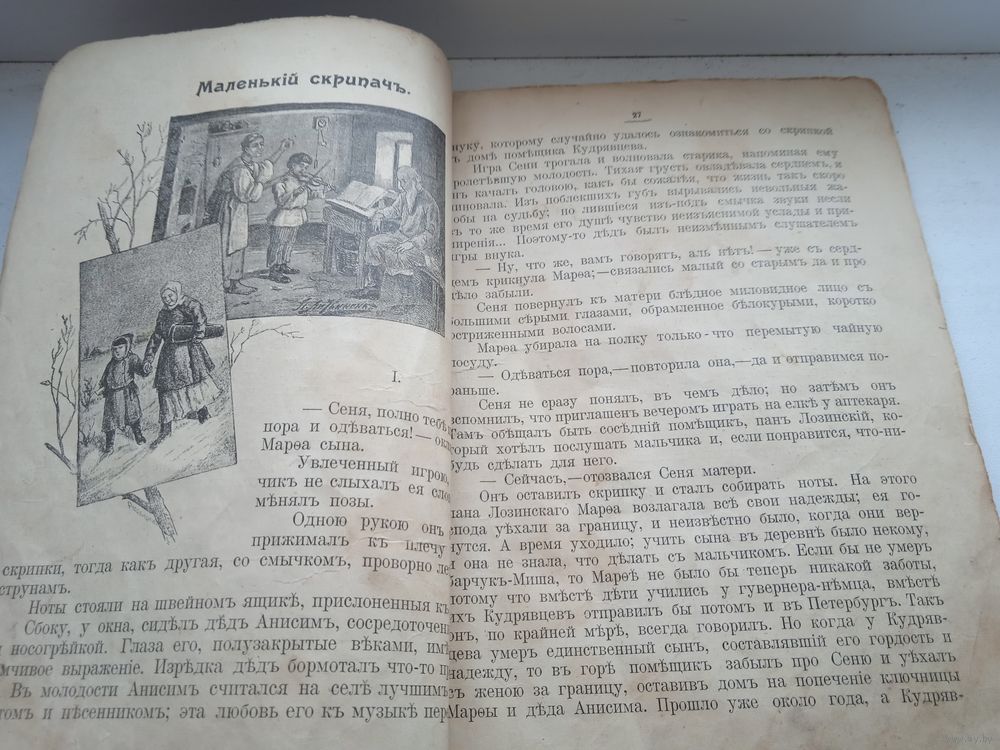 Маленькій скрипачъ.
I.
— Сеня, полно тебѣ
пора и одѣваться! —
Марѳа сына.
Увлеченный игрою,
чикъ не слыхалъ ея
мѣнялъ позы.
Одною рукою онъ
прижималъ къ плечу
скрипки, тогда какъ другая, со смычкомъ, проворно
струнамъ.
Ноты стояли на швейномъ ящикѣ, прислоненныя къ
Сбоку, у окна, сидѣлъ дѣдъ Анисимъ,
носогрѣйкой. Глаза его, полузакрытые вѣками,
выраженіе. Изрѣдка дѣдъ бормоталъ что-то
Въ молодости Анисимъ считался на селѣ лучшимъ
и пѣсенникомъ; эта любовь его къ музыкѣ
27
внуку, которому случайно удалось ознакомиться со скрипкой
въ домѣ помѣщика Кудрявцева.
Игра Сени трогала и волновала старика, напоминая ему
пролетѣвшую молодость. Тихая грусть овладѣвала сердцемъ, и
онъ качалъ головою, какъ бы сожалѣя, что жизнь такъ скоро
миновала. Изъ поблекшихъ губъ вырывались невольныя жа-
лобы на судьбу; но лившіеся изъ-подъ смычка звуки несли
въ то же время его душѣ чувство неизъяснимой услады и при-
миренія... Поэтому-то дѣдъ былъ неизмѣннымъ слушателемъ
игры внука.
— Ну, что же, вамъ говорятъ, аль нѣтъ! — уже съ серд-
цемъ крикнула Марѳа; — связались малый со старымъ да и про
дѣло забыли.
Сеня повернулъ къ матери блѣдное миловидное лицо съ
большими сѣрыми глазами, обрамленное бѣлокурыми, коротко
остриженными волосами.
Марѳа убирала на полку только-что перемытую чайную
посуду.
— Одѣваться пора, — повторила она, — да и отправимся по-
раньше.
Сеня не сразу понялъ, въ чемъ дѣло; но затѣмъ онъ
вспомнилъ, что приглашенъ вечеромъ играть на елкѣ у аптекаря.
Тамъ обѣщалъ быть сосѣдній помѣщикъ, панъ Лозинскій, ко-
торый хотѣлъ послушать мальчика и, если понравится, что-ни-
будь сдѣлать для него.
— Сейчасъ, — отозвался Сеня матери.
Онъ оставилъ скрипку и сталъ собирать ноты. На этого
пана Лозинскаго Марѳа возлагала всѣ свои надежды; ея го-
спода уѣхали за границу, и неизвѣстно было, когда они вер-
нутся. А время уходило; учить сына въ деревнѣ было некому,
и она не знала, что дѣлать съ мальчикомъ. Если бы не умеръ
барчукъ-Миша, то Марѳѣ не было бы теперь никакой заботы,
потому что вмѣстѣ дѣти учились у гувернера-нѣмца, вмѣстѣ
ихъ Кудрявцевъ отправилъ бы потомъ и въ Петербургъ. Такъ
онъ, по крайней мѣрѣ, всегда говорилъ. Но когда у Кудряв-
цева умеръ единственный сынъ, составлявшій его гордость и
надежду, то въ горѣ помѣщикъ забылъ про Сеню и уѣхалъ
съ женою за границу, оставивъ домъ на попеченіе ключницы
Марѳы и дѣда Анисима. Прошло уже около года, а Кудряв-